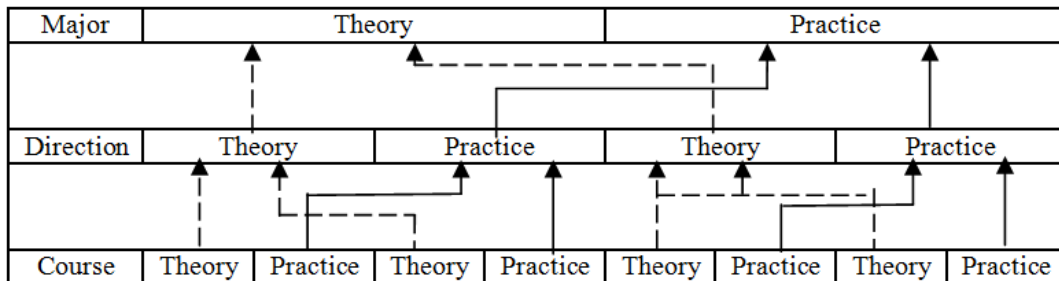 Major Theory Practice
Direction Theory Practice Theory Practice
Course Theory Practice Theory Practice Theory Practice Theory Practice